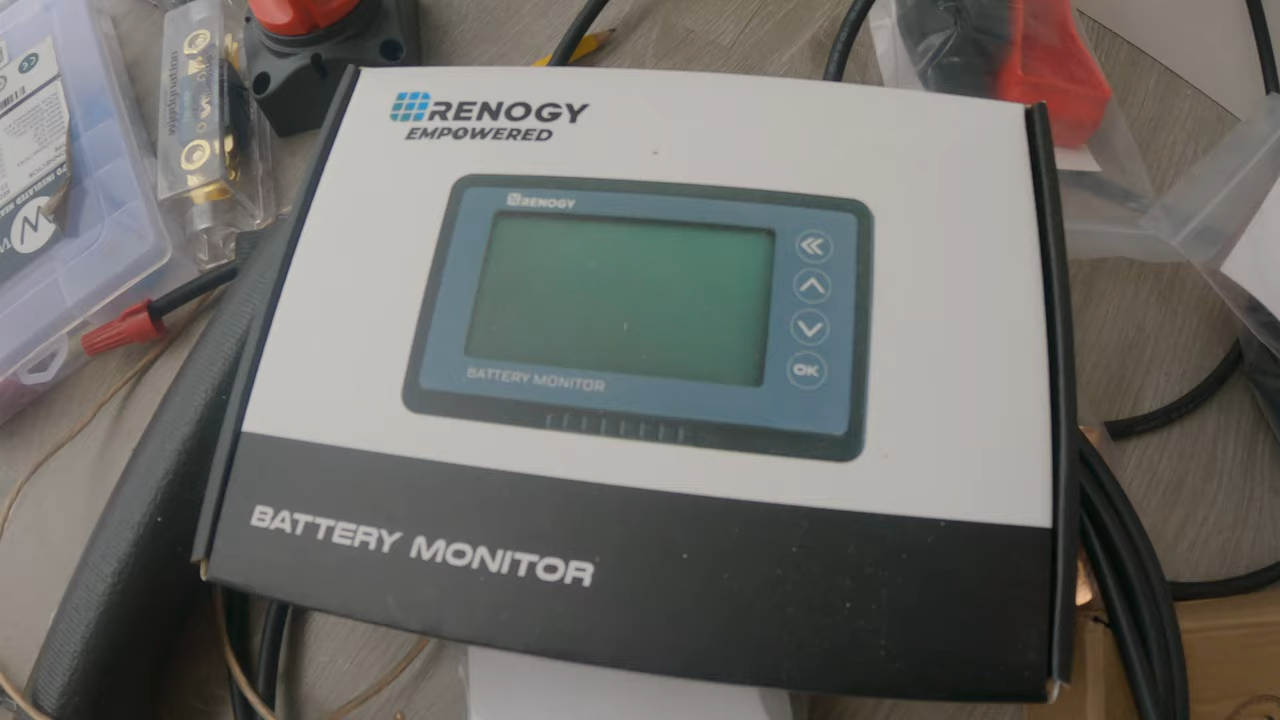 RENOGY
EMPOWERED
RENOGY
BATTERY MONITOR
OK
BATTERY MONITOR